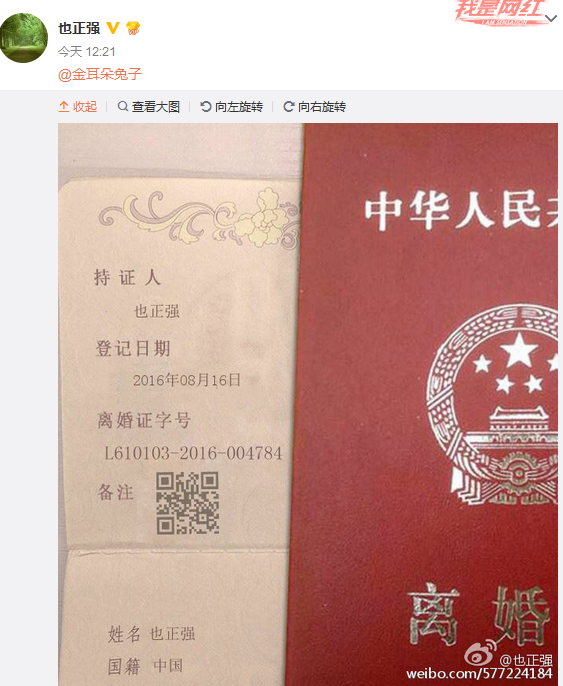 我是网红
I AM SENSATION
也正强
今天 12:21
@金耳朵兔子
收起 查看大图 向左旋转 向右旋转
中华人民共
持证人
也正强
登记日期
2016年08月16日
离婚证字号
L610103-2016-004784
备注
姓名 也正强
国籍 中国
离婚
@也正强
weibo.com/577224184